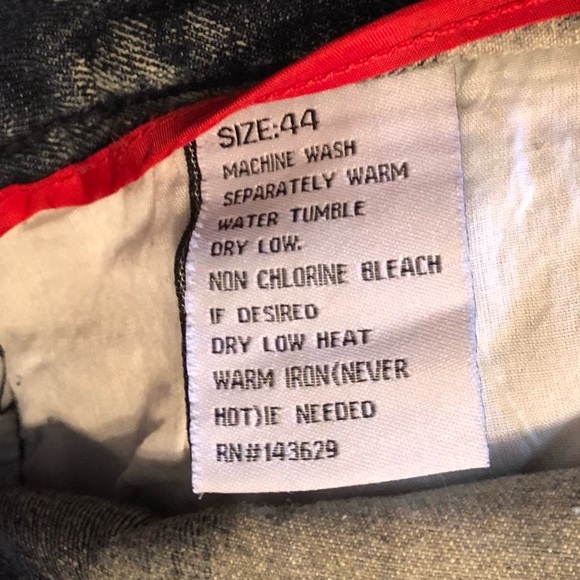 SIZE:44
MACHINE WASH
SEPARATELY WARM
WATER TUMBLE
DRY LOW.
NON CHLORINE BLEACH
IF DESIRED
DRY LOW HEAT
WARM IRON(NEVER
HOT)IE NEEDED
RN#143629